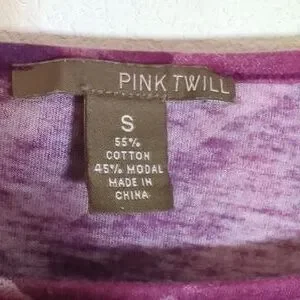 PINK TWILL
S
55%
COTTON
45% MODAL
MADE IN
CHINA